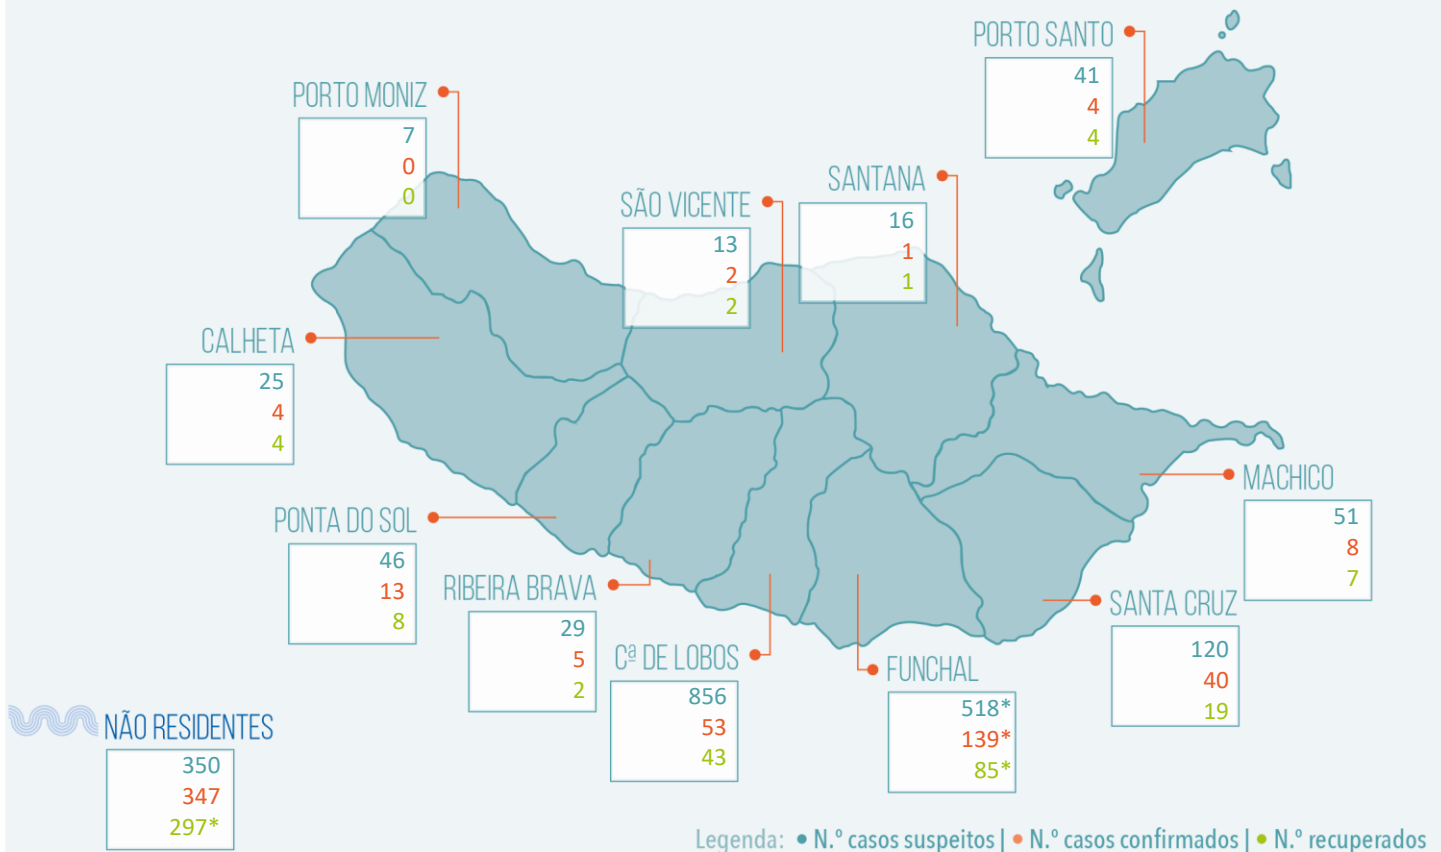 PORTO SANTO
41
4
4
PORTO MONIZ
7
0
0
SANTANA
16
1
1
SÃO VICENTE
13
2
2
CALHETA
25
4
4
MACHICO
51
8
7
PONTA DO SOL
46
13
8
RIBEIRA BRAVA
29
5
2
SANTA CRUZ
120
40
19
Cª DE LOBOS
856
53
43
FUNCHAL
518*
139*
85*
NÃO RESIDENTES
350
347
297*
Legenda: • N.º casos suspeitos | • N.º casos confirmados | • N.º recuperados